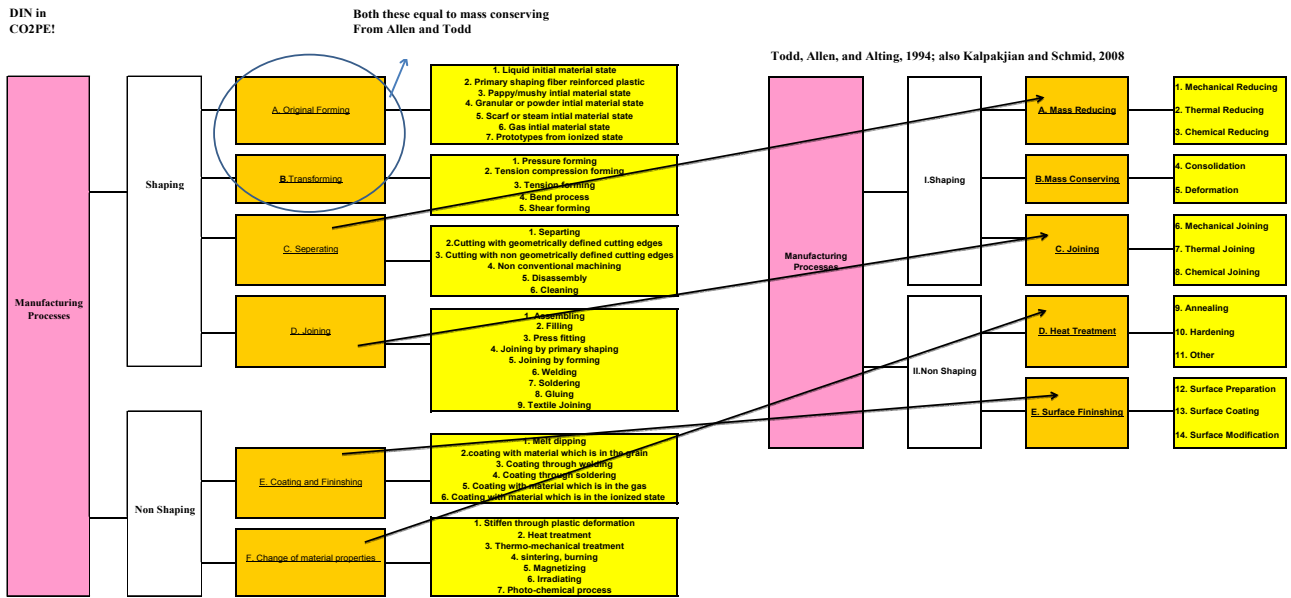 DIN in
CO2PE!
Both these equal to mass conserving
From Allen and Todd
Manufacturing
Processes
Shaping
A. Original Forming
1. Liquid initial material state
2. Primary shaping fiber reinforced plastic
3. Pappy/mushy intial material state
4. Granular or powder intial material state
5. Scarf or steam intial material state
6. Gas intial material state
7. Prototypes from ionized state
B.Transforming
1. Pressure forming
2. Tension compression forming
3. Tension forming
4. Bend process
5. Shear forming
C. Seperating
1. Separting
2.Cutting with geometrically defined cutting edges
3. Cutting with non geometrically defined cutting edges
4. Non conventional machining
5. Disassembly
6. Cleaning
D. Joining
1. Assembling
2. Filling
3. Press fitting
4. Joining by primary shaping
5. Joining by forming
6. Welding
7. Soldering
8. Gluing
9. Textile Joining
Non Shaping
E. Coating and Fininshing
1. Melt dipping
2.coating with material which is in the grain
3. Coating through welding
4. Coating through soldering
5. Coating with material which is in the gas
6. Coating with material which is in the ionized state
F. Change of material properties
1. Stiffen through plastic deformation
2. Heat treatment
3. Thermo-mechanical treatment
4. sintering, burning
5. Magnetizing
6. Irradiating
7. Photo-chemical process
Todd, Allen, and Alting, 1994; also Kalpakjian and Schmid, 2008
Manufacturing
Processes
I.Shaping
A. Mass Reducing
1. Mechanical Reducing
2. Thermal Reducing
3. Chemical Reducing
B.Mass Conserving
4. Consolidation
5. Deformation
C. Joining
6. Mechanical Joining
7. Thermal Joining
8. Chemical Joining
II.Non Shaping
D. Heat Treatment
9. Annealing
10. Hardening
11. Other
E. Surface Fininshing
12. Surface Preparation
13. Surface Coating
14. Surface Modification